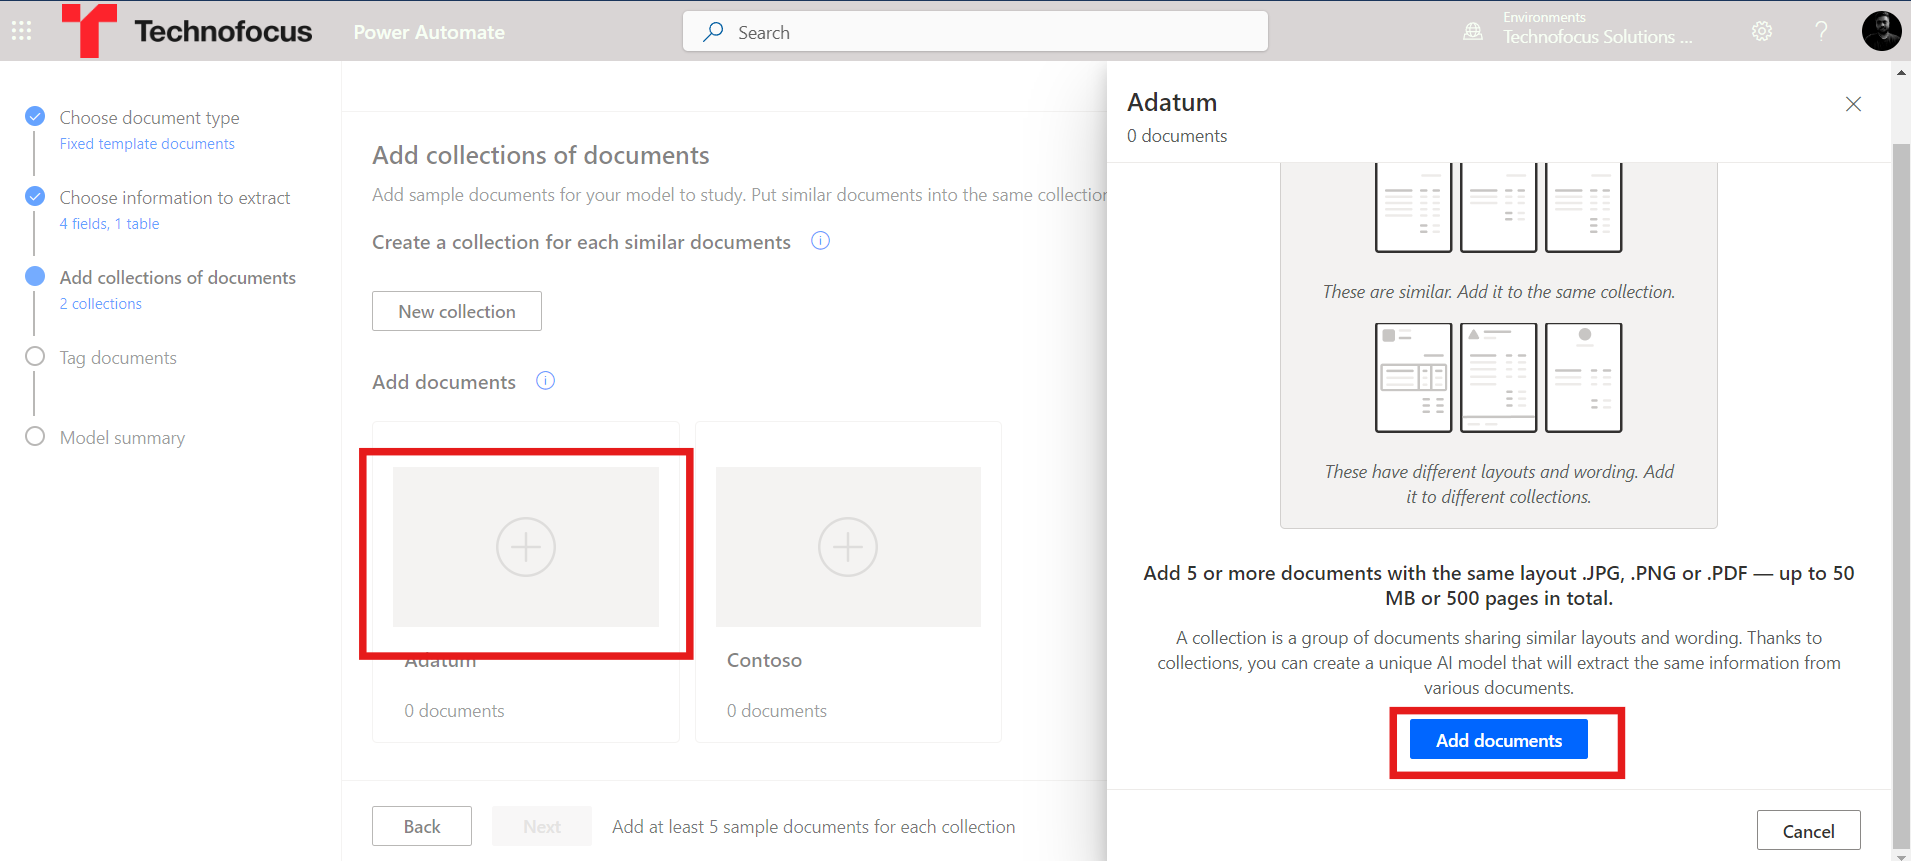 Technofocus
Power Automate
Search
Environments
Technofocus Solutions ...
?
Choose document type
Fixed template documents
Choose information to extract
4 fields, 1 table
Add collections of documents
2 collections
Tag documents
Model summary
Add collections of documents
Add sample documents for your model to study. Put similar documents into the same collection
Create a collection for each similar documents
New collection
Add documents
Adatum
0 documents
Contoso
0 documents
Back
Next
Add at least 5 sample documents for each collection
Adatum
0 documents
These are similar. Add it to the same collection.
These have different layouts and wording. Add
it to different collections.
Add 5 or more documents with the same layout .JPG, .PNG or .PDF — up to 50
MB or 500 pages in total.
A collection is a group of documents sharing similar layouts and wording. Thanks to
collections, you can create a unique AI model that will extract the same information from
various documents.
Add documents
Cancel